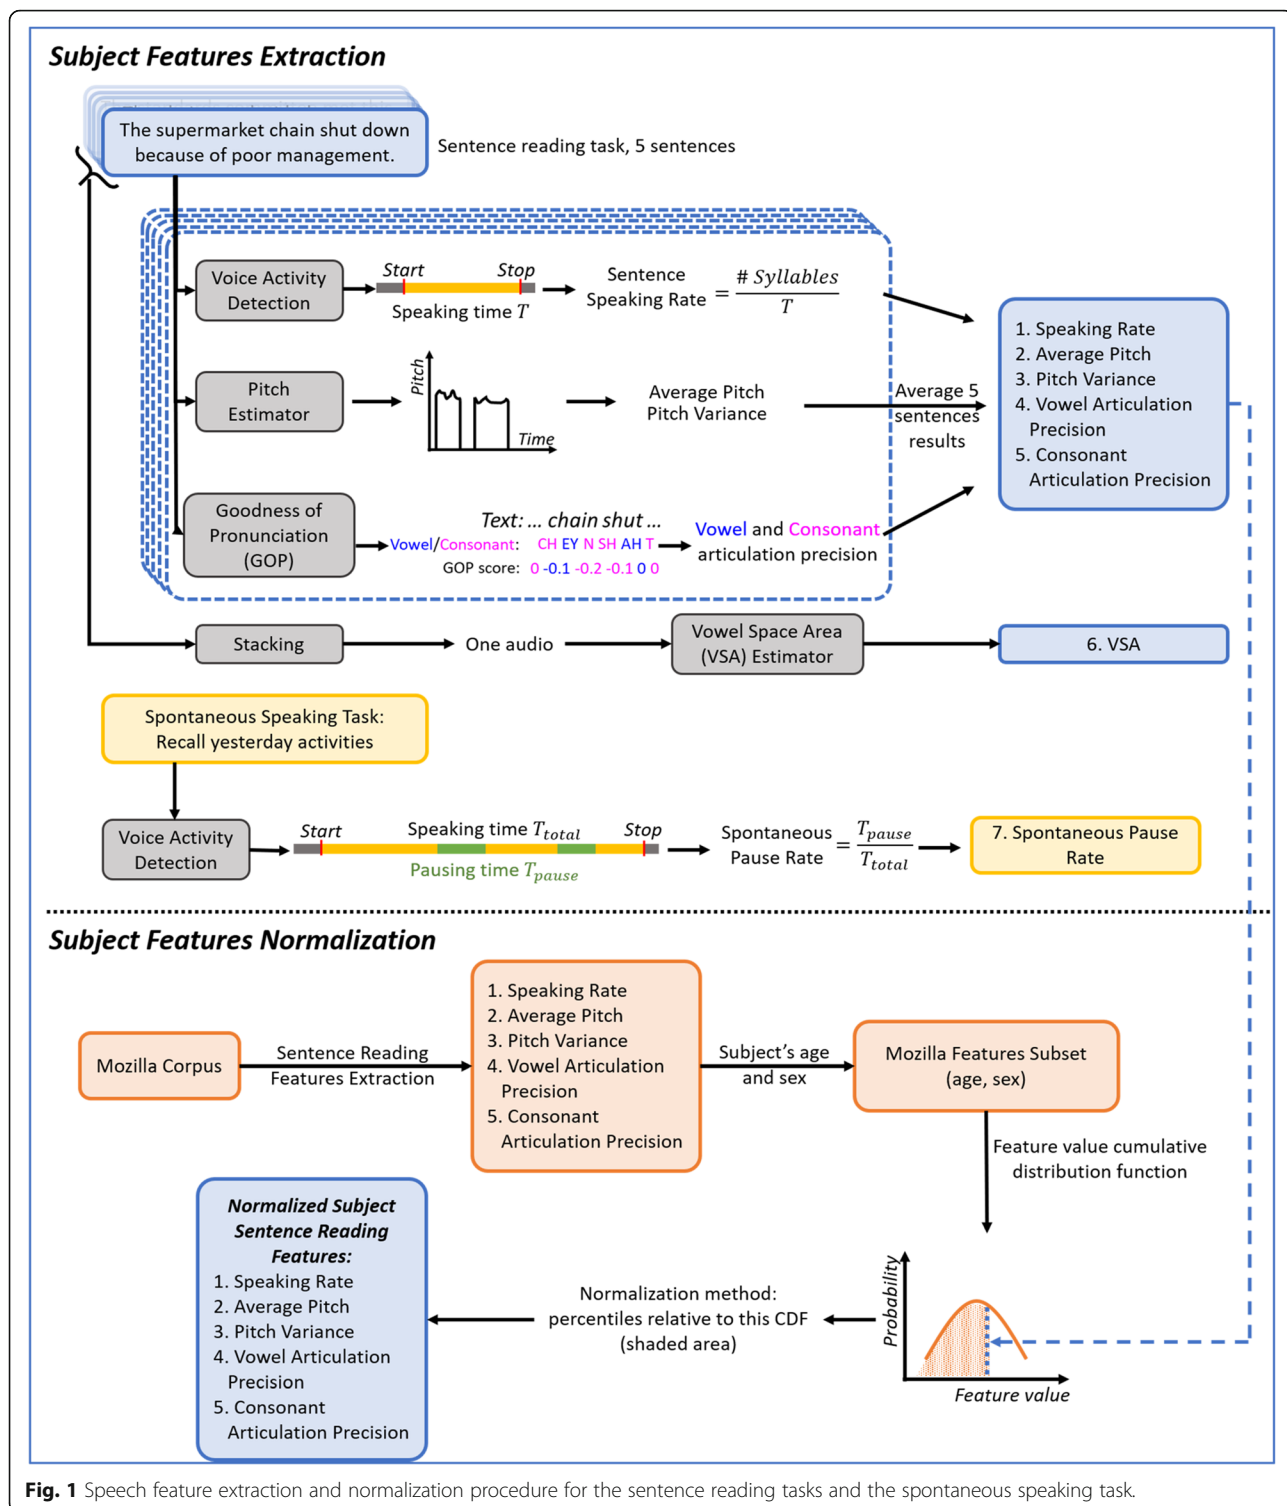 Subject Features Extraction
The supermarket chain shut down
because of poor management.
Sentence reading task, 5 sentences
Voice Activity
Detection
Start
Stop
Speaking time T
Sentence
Speaking Rate
= # Syllables / T
Pitch
Estimator
Pitch
Time
Average Pitch
Pitch Variance
Average 5
sentences
results
1. Speaking Rate
2. Average Pitch
3. Pitch Variance
4. Vowel Articulation
Precision
5. Consonant
Articulation Precision
Goodness of
Pronunciation
(GOP)
Text: ... chain shut ...
Vowel/Consonant: CH EY N SH AH T
GOP score: 0 -0.1 -0.2 -0.1 0 0
Vowel and Consonant
articulation precision
Stacking
One audio
Vowel Space Area
(VSA) Estimator
6. VSA
Spontaneous Speaking Task:
Recall yesterday activities
Voice Activity
Detection
Start
Speaking time T_total
Stop
Pausing time T_pause
Spontaneous
Pause Rate
= T_pause / T_total
7. Spontaneous Pause
Rate
Subject Features Normalization
Mozilla Corpus
Sentence Reading
Features Extraction
1. Speaking Rate
2. Average Pitch
3. Pitch Variance
4. Vowel Articulation
Precision
5. Consonant
Articulation Precision
Subject's age
and sex
Mozilla Features Subset
(age, sex)
Feature value cumulative
distribution function
Probability
Feature value
Normalization method:
percentiles relative to this CDF
(shaded area)
Normalized Subject
Sentence Reading
Features:
1. Speaking Rate
2. Average Pitch
3. Pitch Variance
4. Vowel Articulation
Precision
5. Consonant
Articulation Precision
Fig. 1 Speech feature extraction and normalization procedure for the sentence reading tasks and the spontaneous speaking task.